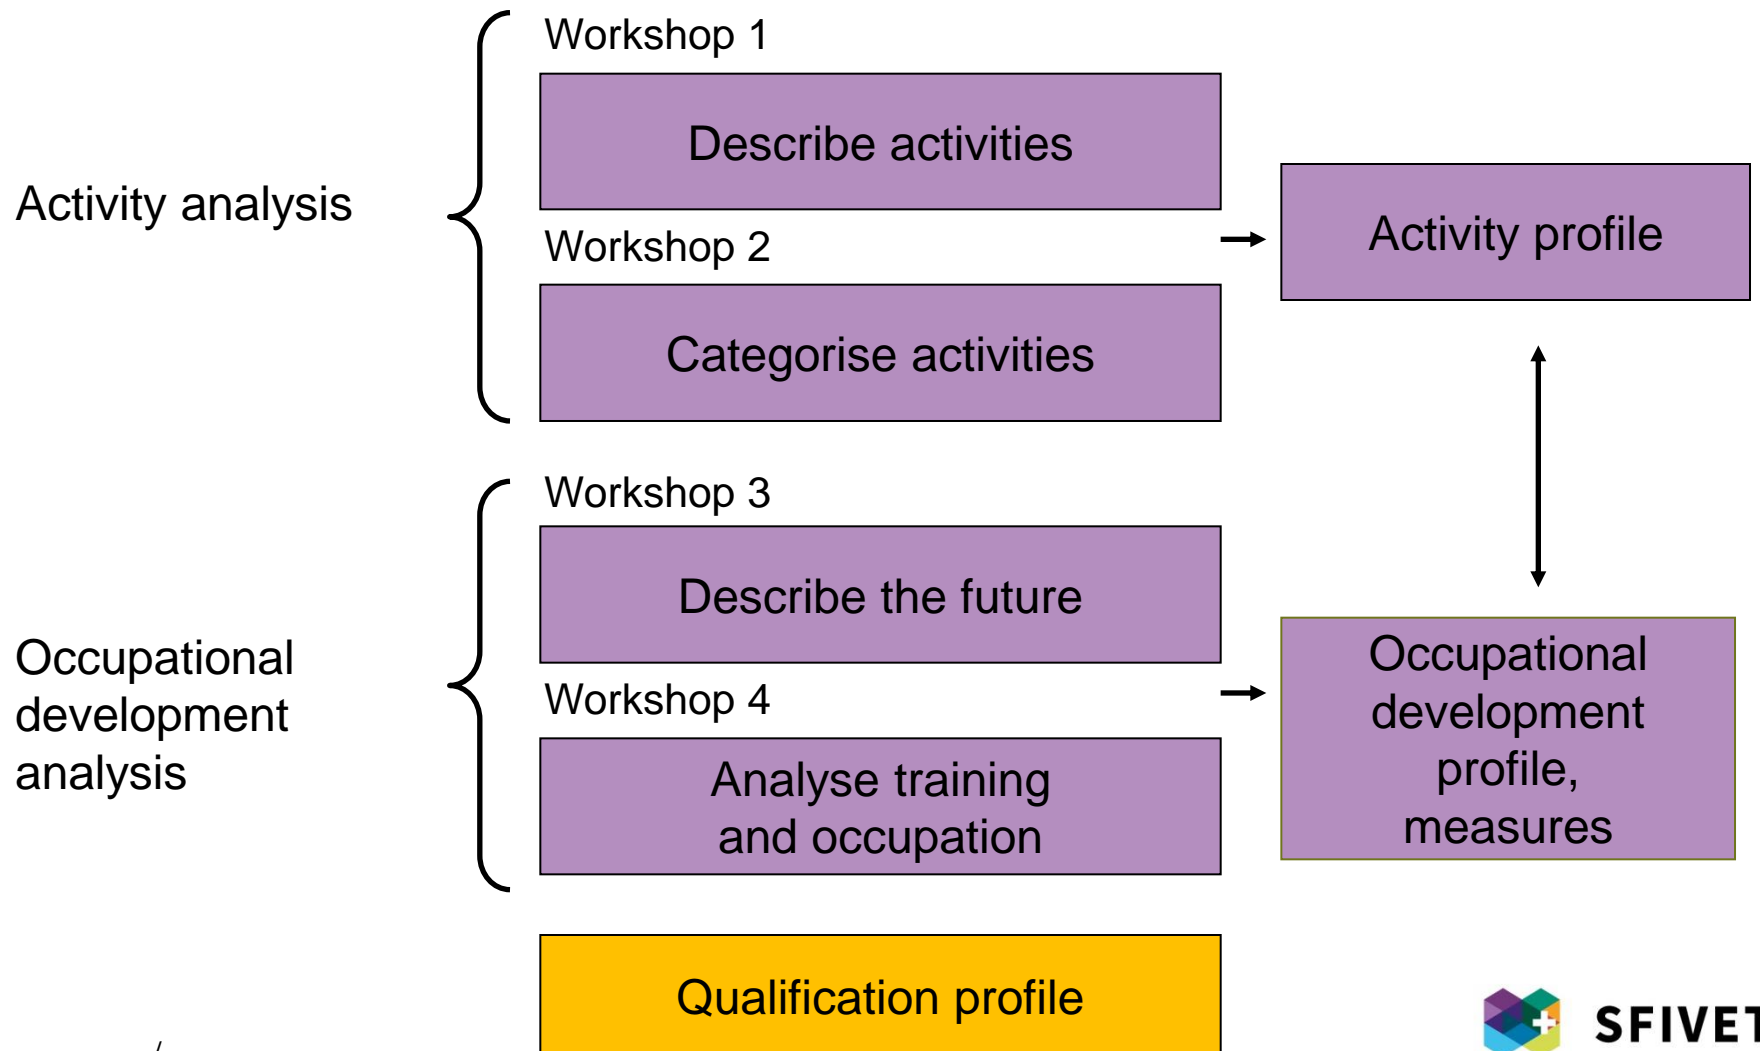 Activity analysis
Workshop 1
Describe activities
Workshop 2
Categorise activities
Activity profile
Occupational
development
analysis
Workshop 3
Describe the future
Workshop 4
Analyse training
and occupation
Occupational
development
profile,
measures
Qualification profile
SFIVET